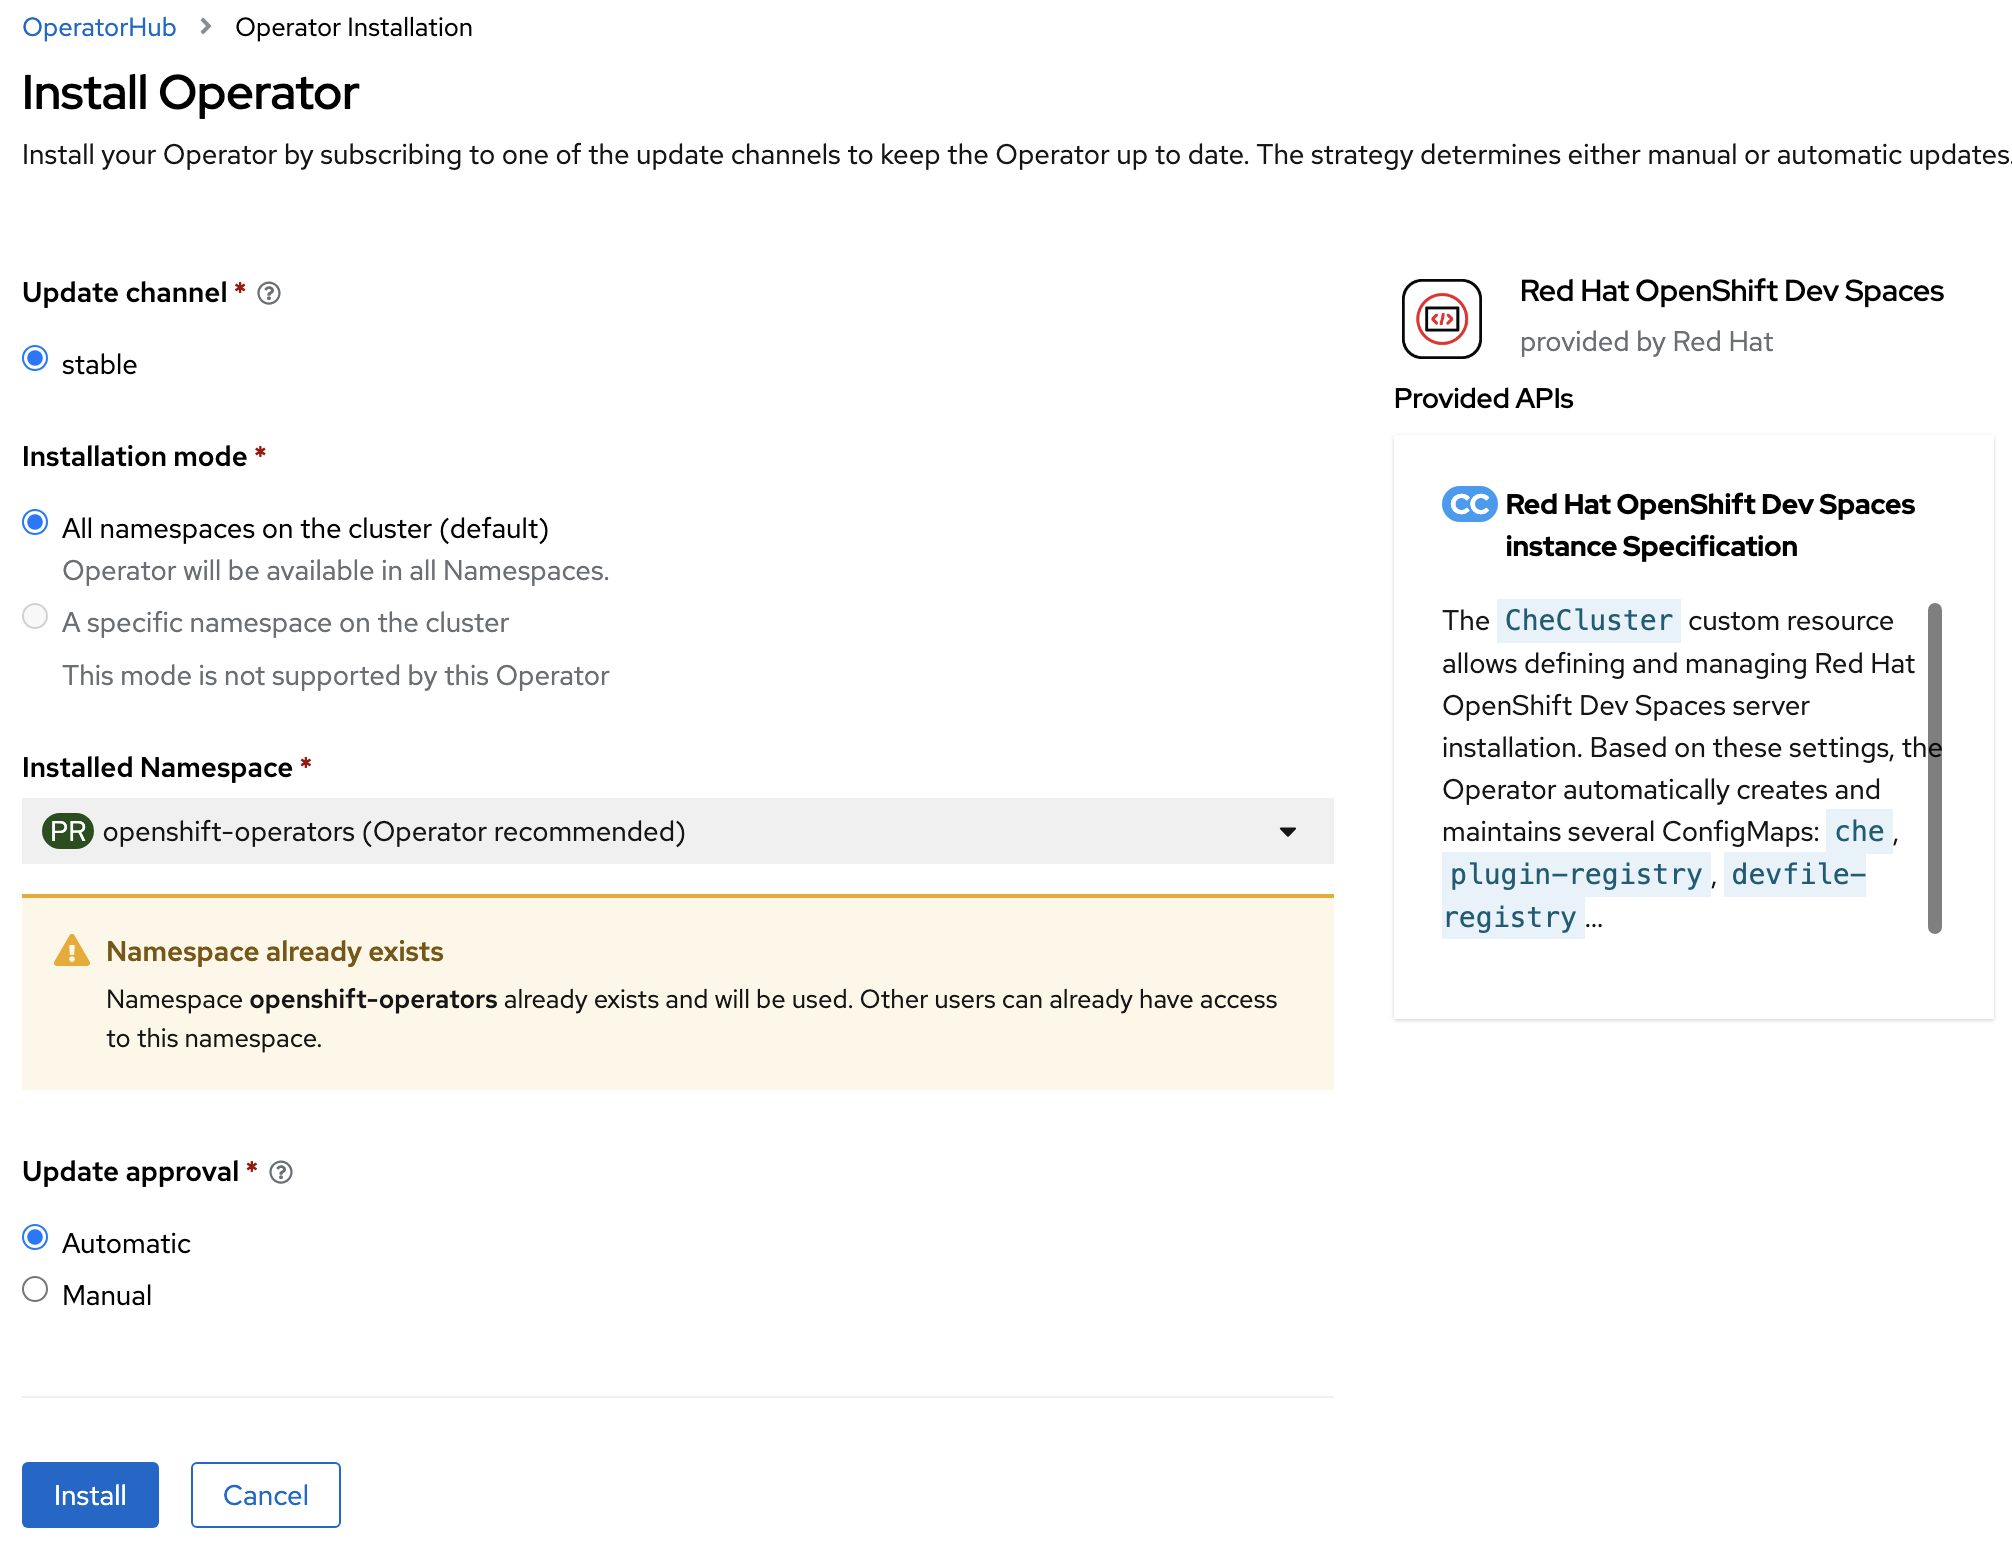 OperatorHub > Operator Installation
Install Operator
Install your Operator by subscribing to one of the update channels to keep the Operator up to date. The strategy determines either manual or automatic updates.
Update channel *
stable
Installation mode *
All namespaces on the cluster (default)
Operator will be available in all Namespaces.
A specific namespace on the cluster
This mode is not supported by this Operator
Installed Namespace *
PR openshift-operators (Operator recommended)
Namespace already exists
Namespace openshift-operators already exists and will be used. Other users can already have access
to this namespace.
Update approval *
Automatic
Manual
Install Cancel
Red Hat OpenShift Dev Spaces
provided by Red Hat
Provided APIs
CC Red Hat OpenShift Dev Spaces
instance Specification
The CheCluster custom resource
allows defining and managing Red Hat
OpenShift Dev Spaces server
installation. Based on these settings, the
Operator automatically creates and
maintains several ConfigMaps: che,
plugin-registry, devfile-
registry...